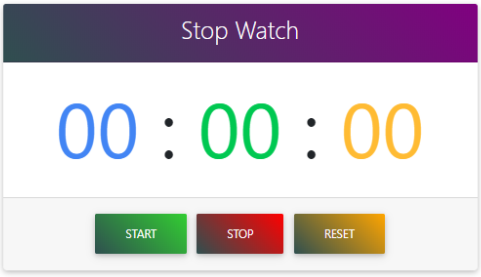 Stop Watch
00 : 00 : 00
START STOP RESET